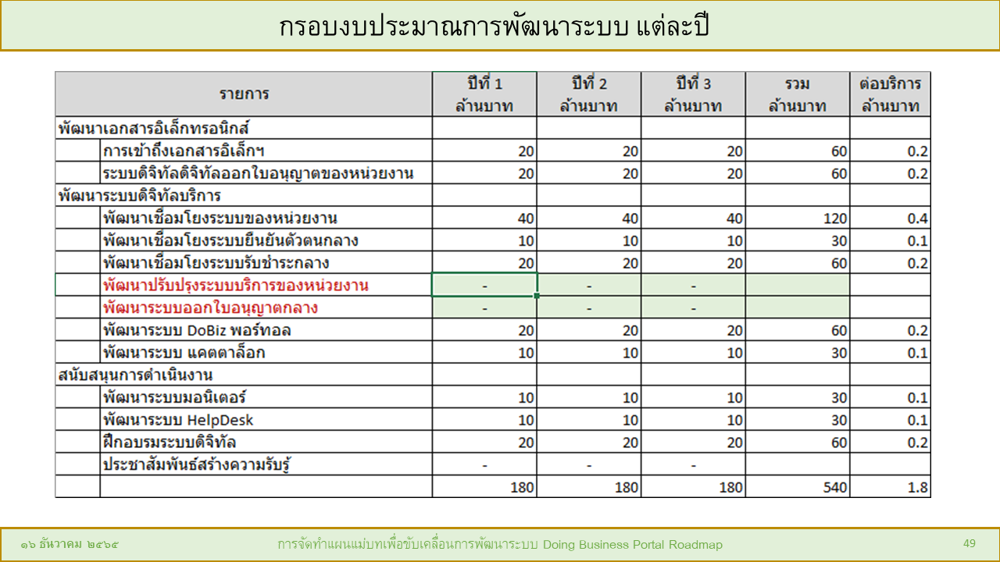 กรอบงบประมาณการพัฒนาระบบ แต่ละปี
รายการ ปีที่ 1 ล้านบาท ปีที่ 2 ล้านบาท ปีที่ 3 ล้านบาท รวม ล้านบาท ต่อบริการ ล้านบาท
พัฒนาเอกสารอิเล็กทรอนิกส์
การเข้าถึงเอกสารอิเล็กฯ 20 20 20 60 0.2
ระบบดิจิทัลดิจิทัลออกใบอนุญาตของหน่วยงาน 20 20 20 60 0.2
พัฒนาระบบดิจิทัลบริการ
พัฒนาเชื่อมโยงระบบของหน่วยงาน 40 40 40 120 0.4
พัฒนาเชื่อมโยงระบบยืนยันตัวตนกลาง 10 10 10 30 0.1
พัฒนาเชื่อมโยงระบบรับชำระกลาง 20 20 20 60 0.2
พัฒนาปรับปรุงระบบบริการของหน่วยงาน - - -
พัฒนาระบบออกใบอนุญาตกลาง - - -
พัฒนาระบบ DoBiz พอร์ทอล 20 20 20 60 0.2
พัฒนาระบบ แคตตาล็อก 10 10 10 30 0.1
สนับสนุนการดำเนินงาน
พัฒนาระบบมอนิเตอร์ 10 10 10 30 0.1
พัฒนาระบบ HelpDesk 10 10 10 30 0.1
ฝึกอบรมระบบดิจิทัล 20 20 20 60 0.2
ประชาสัมพันธ์สร้างความรับรู้ - - -
180 180 180 540 1.8
๑๖ ธันวาคม ๒๕๖๕ การจัดทำแผนแม่บทเพื่อขับเคลื่อนการพัฒนาระบบ Doing Business Portal Roadmap 49